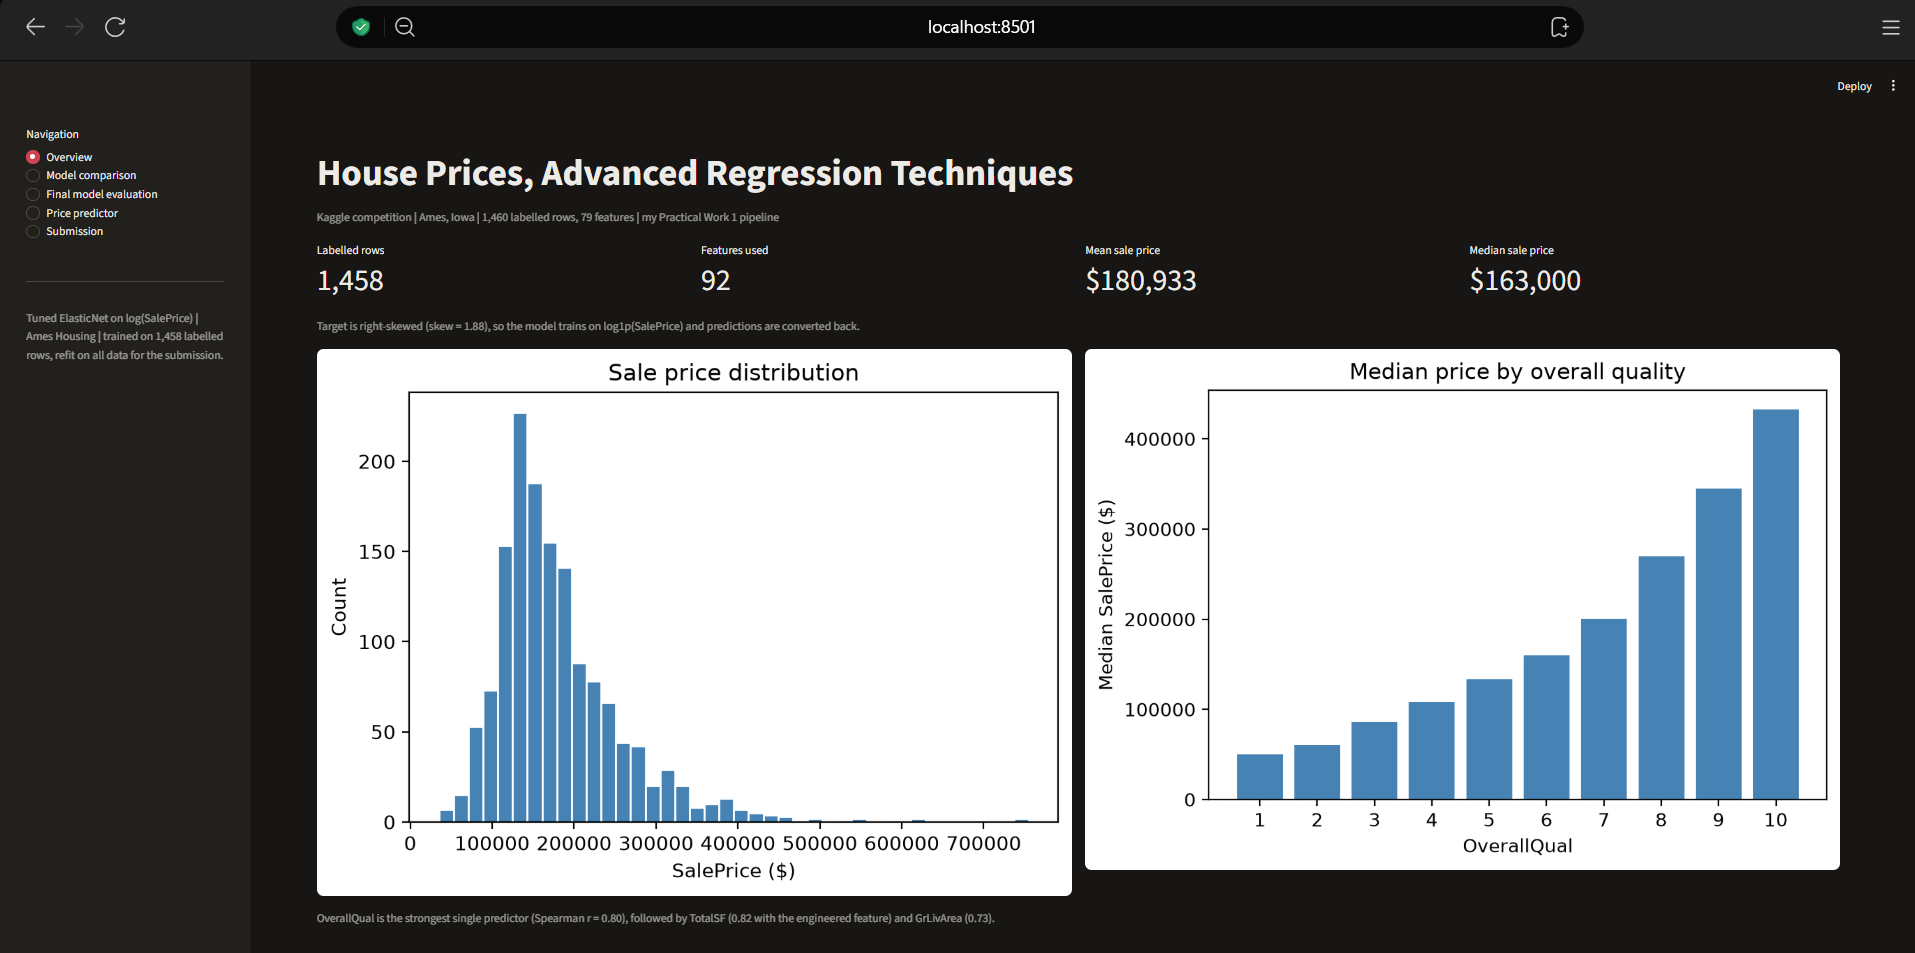 localhost:8501
Deploy
Navigation
Overview
Model comparison
Final model evaluation
Price predictor
Submission
Tuned ElasticNet on log(SalePrice) |
Ames Housing | trained on 1,458 labelled
rows, refit on all data for the submission.
House Prices, Advanced Regression Techniques
Kaggle competition | Ames, Iowa | 1,460 labelled rows, 79 features | my Practical Work 1 pipeline
Labelled rows
1,458
Features used
92
Mean sale price
$180,933
Median sale price
$163,000
Target is right-skewed (skew = 1.88), so the model trains on log1p(SalePrice) and predictions are converted back.
Sale price distribution
Count
200
150
100
50
0
0 100000 200000 300000 400000 500000 600000 700000
SalePrice ($)
Median price by overall quality
Median SalePrice ($)
400000
300000
200000
100000
0
1 2 3 4 5 6 7 8 9 10
OverallQual
OverallQual is the strongest single predictor (Spearman r = 0.80), followed by TotalSF (0.82 with the engineered feature) and GrLivArea (0.73).